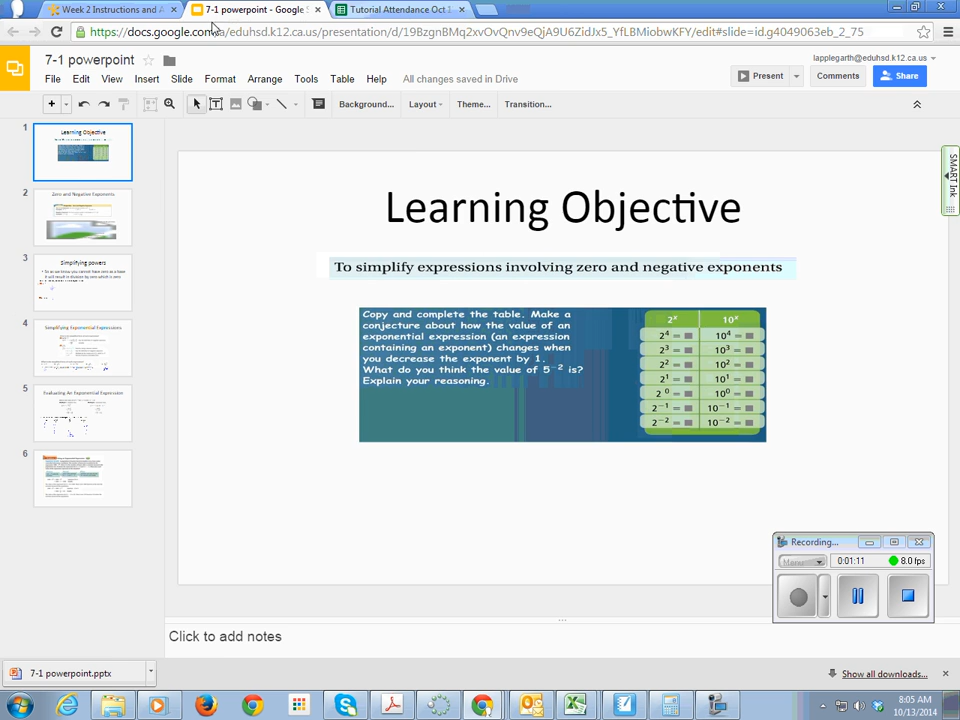 Week 2 Instructions and A
7-1 powerpoint - Google S
Tutorial Attendance Oct 1
https://docs.google.com/a/eduhsd.k12.ca.us/presentation/d/19BzgnBMq2xvOvQnv9eQjA9U6ZidJx5_YfLBMiobwKFY/edit#slide=id.g4049063eb_2_75
7-1 powerpoint
lapplegarth@eduhsd.k12.ca.us
File Edit View Insert Slide Format Arrange Tools Table Help All changes saved in Drive
Present
Comments
Share
Background...
Layout
Theme...
Transition...
1
Learning Objective
2
Zero and Negative Exponents
3
Simplifying powers
4
Simplifying Exponential Expressions
5
Evaluating An Exponential Expression
6
Learning Objective
To simplify expressions involving zero and negative exponents
Copy and complete the table. Make a
conjecture about how the value of an
exponential expression (an expression
containing an exponent) changes when
you decrease the exponent by 1.
What do you think the value of 5⁻² is?
Explain your reasoning.
2ˣ 10ˣ
2⁴ = ■ 10⁴ = ■
2³ = ■ 10³ = ■
2² = ■ 10² = ■
2¹ = ■ 10¹ = ■
2⁰ = ■ 10⁰ = ■
2⁻¹ = ■ 10⁻¹ = ■
2⁻² = ■ 10⁻² = ■
SMART Ink
Recording...
Menu
0:01:11
8.0 fps
Click to add notes
7-1 powerpoint.pptx
Show all downloads...
8:05 AM
10/13/2014